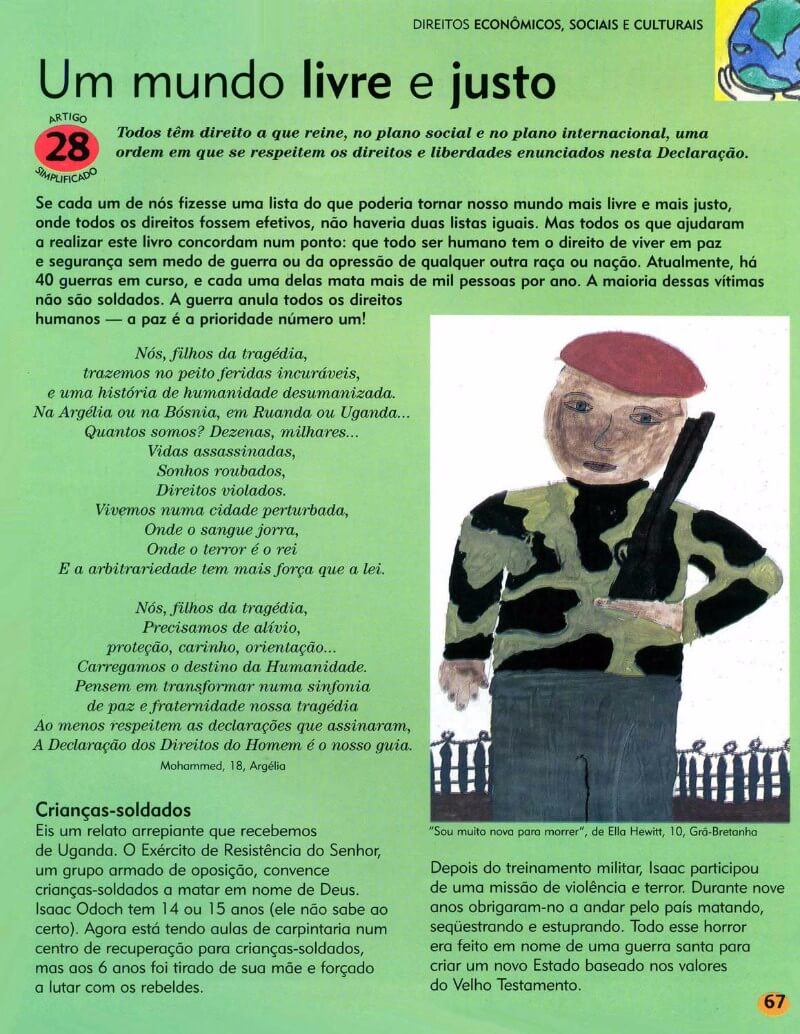 DIREITOS ECONÔMICOS, SOCIAIS E CULTURAIS
Um mundo livre e justo
ARTIGO
28
SIMPLIFICADO
Todos têm direito a que reine, no plano social e no plano internacional, uma
ordem em que se respeitem os direitos e liberdades enunciados nesta Declaração.
Se cada um de nós fizesse uma lista do que poderia tornar nosso mundo mais livre e mais justo,
onde todos os direitos fossem efetivos, não haveria duas listas iguais. Mas todos os que ajudaram
a realizar este livro concordam num ponto: que todo ser humano tem o direito de viver em paz
e segurança sem medo de guerra ou da opressão de qualquer outra raça ou nação. Atualmente, há
40 guerras em curso, e cada uma delas mata mais de mil pessoas por ano. A maioria dessas vítimas
não são soldados. A guerra anula todos os direitos
humanos — a paz é a prioridade número um!
Nós, filhos da tragédia,
trazemos no peito feridas incuráveis,
e uma história de humanidade desumanizada.
Na Argélia ou na Bósnia, em Ruanda ou Uganda...
Quantos somos? Dezenas, milhares...
Vidas assassinadas,
Sonhos roubados,
Direitos violados.
Vivemos numa cidade perturbada,
Onde o sangue jorra,
Onde o terror é o rei
E a arbitrariedade tem mais força que a lei.
Nós, filhos da tragédia,
Precisamos de alívio,
proteção, carinho, orientação...
Carregamos o destino da Humanidade.
Pensem em transformar numa sinfonia
de paz e fraternidade nossa tragédia
Ao menos respeitem as declarações que assinaram,
A Declaração dos Direitos do Homem é o nosso guia.
Mohammed, 18, Argélia
Crianças-soldados
Eis um relato arrepiante que recebemos
de Uganda. O Exército de Resistência do Senhor,
um grupo armado de oposição, convence
crianças-soldados a matar em nome de Deus.
Isaac Odoch tem 14 ou 15 anos (ele não sabe ao
certo). Agora está tendo aulas de carpintaria num
centro de recuperação para crianças-soldados,
mas aos 6 anos foi tirado de sua mãe e forçado
a lutar com os rebeldes.
"Sou muito nova para morrer", de Ella Hewitt, 10, Grã-Bretanha
Depois do treinamento militar, Isaac participou
de uma missão de violência e terror. Durante nove
anos obrigaram-no a andar pelo país matando,
seqüestrando e estuprando. Todo esse horror
era feito em nome de uma guerra santa para
criar um novo Estado baseado nos valores
do Velho Testamento.
67